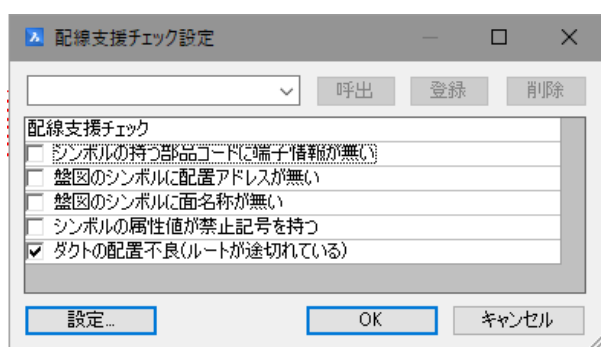 配線支援チェック設定
呼出 登録 削除
配線支援チェック
シンボルの持つ部品コードに端子情報が無い
盤図のシンボルに配置アドレスが無い
盤図のシンボルに面名称が無い
シンボルの属性値が禁止記号を持つ
ダクトの配置不良(ルートが途切れている)
設定... OK キャンセル